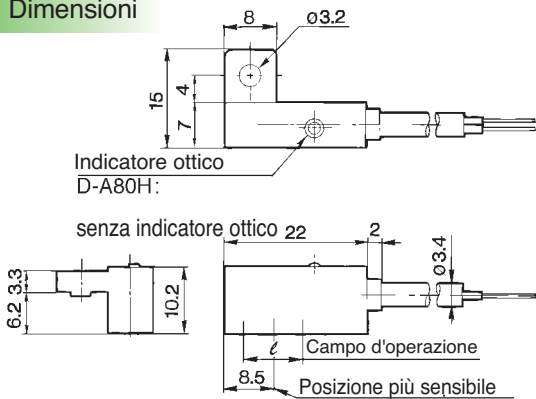 Dimensioni
8
ø3.2
15
4
7
Indicatore ottico
D-A80H:
senza indicatore ottico
22
2
ø3.4
3.3
6.2
10.2
ℓ
Campo d'operazione
8.5
Posizione più sensibile